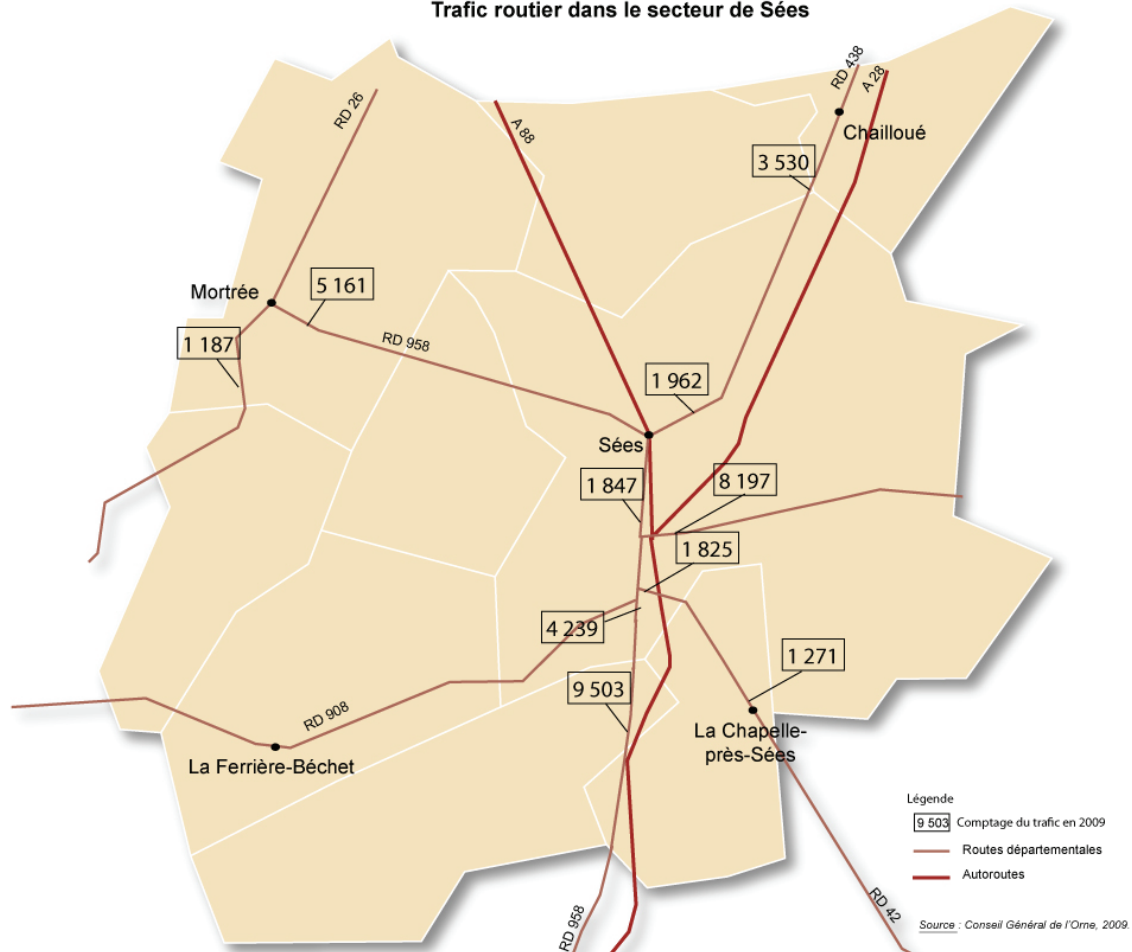 Trafic routier dans le secteur de Sées
RD 438
A 28
RD 26
A 88
Chailloué
3 530
Mortrée
5 161
1 187
RD 958
1 962
Sées
1 847
8 197
1 825
4 239
1 271
9 503
RD 908
La Chapelle-
près-Sées
La Ferrière-Béchet
Légende
9 503 Comptage du trafic en 2009
Routes départementales
Autoroutes
RD 42
RD 958
Source : Conseil Général de l'Orne, 2009.